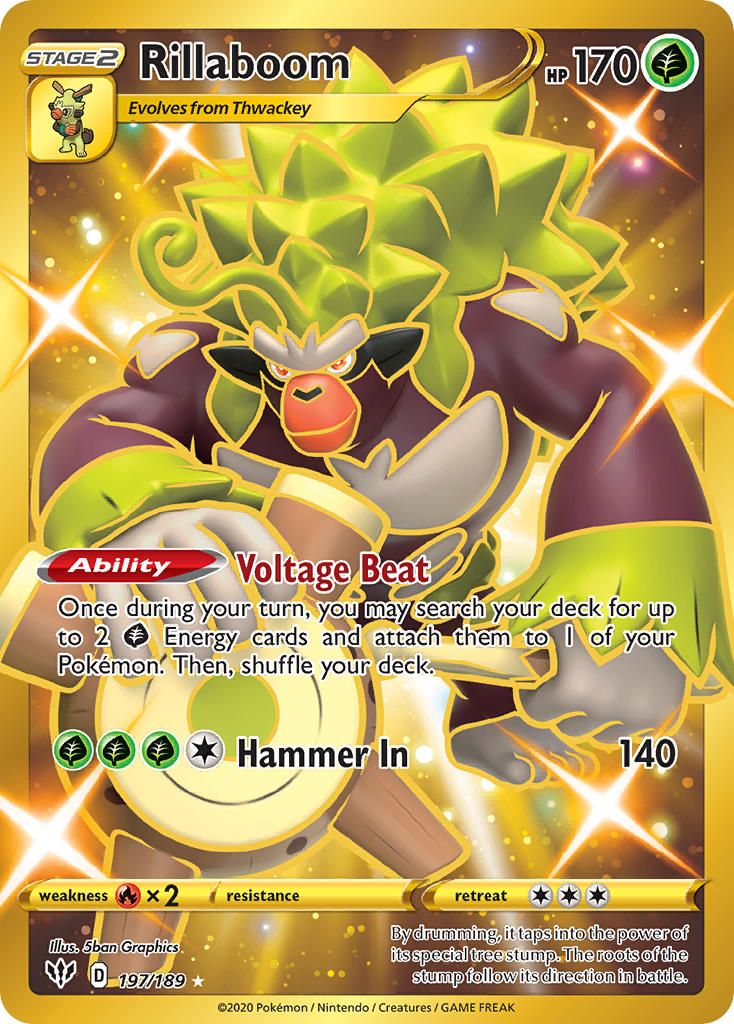 STAGE 2
Rillaboom
HP 170
Evolves from Thwackey
Ability
Voltage Beat
Once during your turn, you may search your deck for up
to 2 Energy cards and attach them to 1 of your
Pokémon. Then, shuffle your deck.
Hammer In 140
weakness ×2 resistance retreat
Illus. 5ban Graphics
D 197/189 ★
By drumming, it taps into the power of
its special tree stump. The roots of the
stump follow its direction in battle.
©2020 Pokémon / Nintendo / Creatures / GAME FREAK